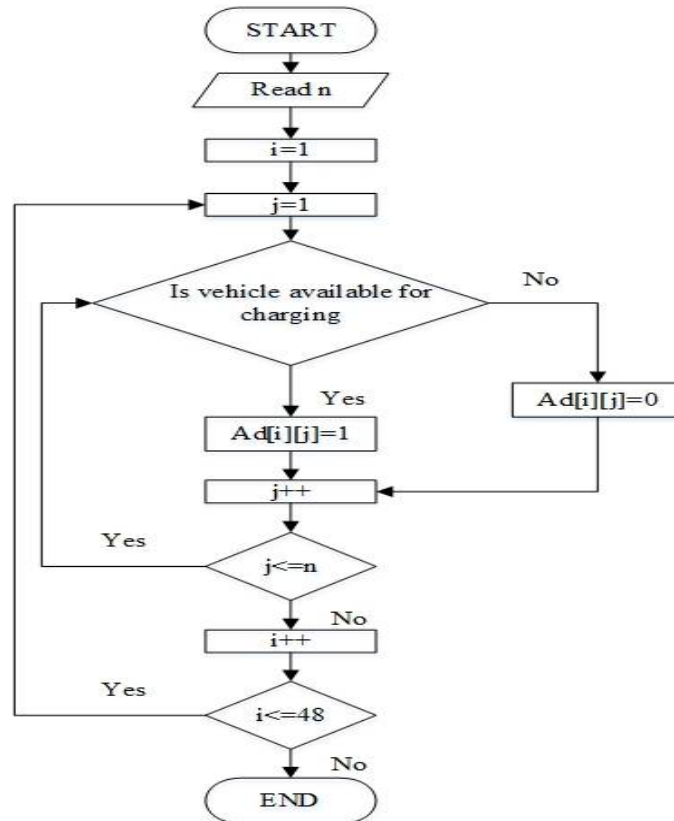 START
Read n
i=1
j=1
Is vehicle available for
charging
No
Yes
Ad[i][j]=1
Ad[i][j]=0
j++
Yes
j<=n
No
i++
Yes
i<=48
No
END